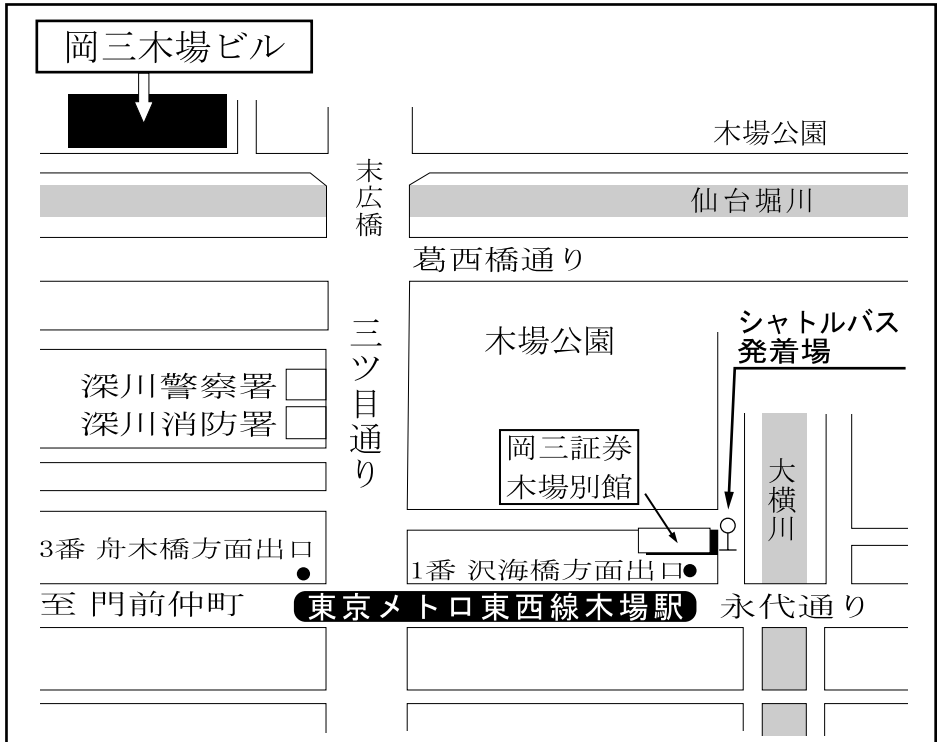 岡三木場ビル
木場公園
末広橋
仙台堀川
葛西橋通り
三ツ目通り
木場公園
シャトルバス
発着場
深川警察署
深川消防署
岡三証券
木場別館
大横川
3番 舟木橋方面出口
1番 沢海橋方面出口
至 門前仲町
東京メトロ東西線木場駅
永代通り